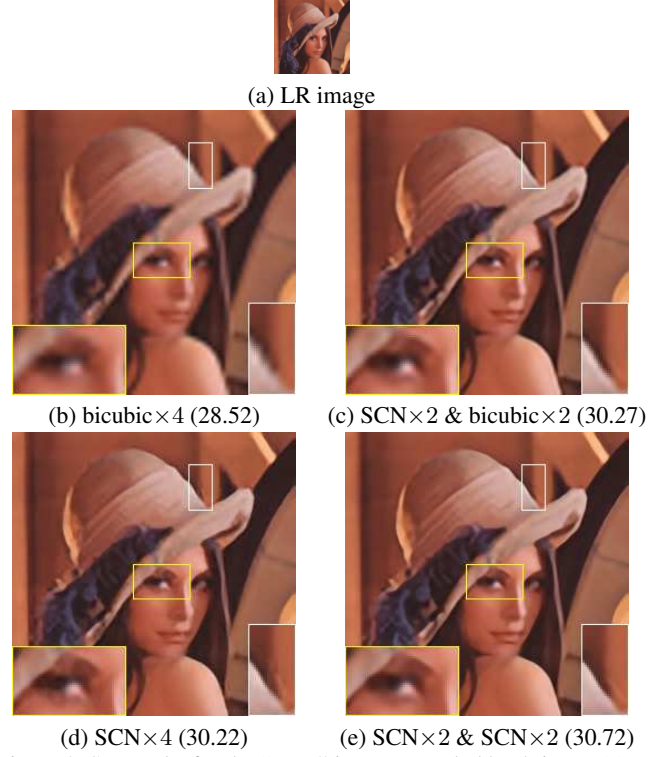 (a) LR image
(b) bicubic×4 (28.52)
(c) SCN×2 & bicubic×2 (30.27)
(d) SCN×4 (30.22)
(e) SCN×2 & SCN×2 (30.72)